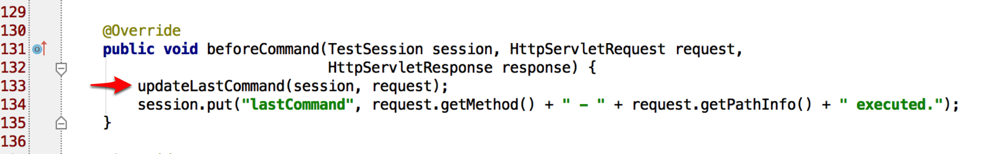 129
130 @Override
131 public void beforeCommand(TestSession session, HttpServletRequest request,
132 HttpServletResponse response) {
133 updateLastCommand(session, request);
134 session.put("lastCommand", request.getMethod() + " - " + request.getPathInfo() + " executed.");
135 }
136